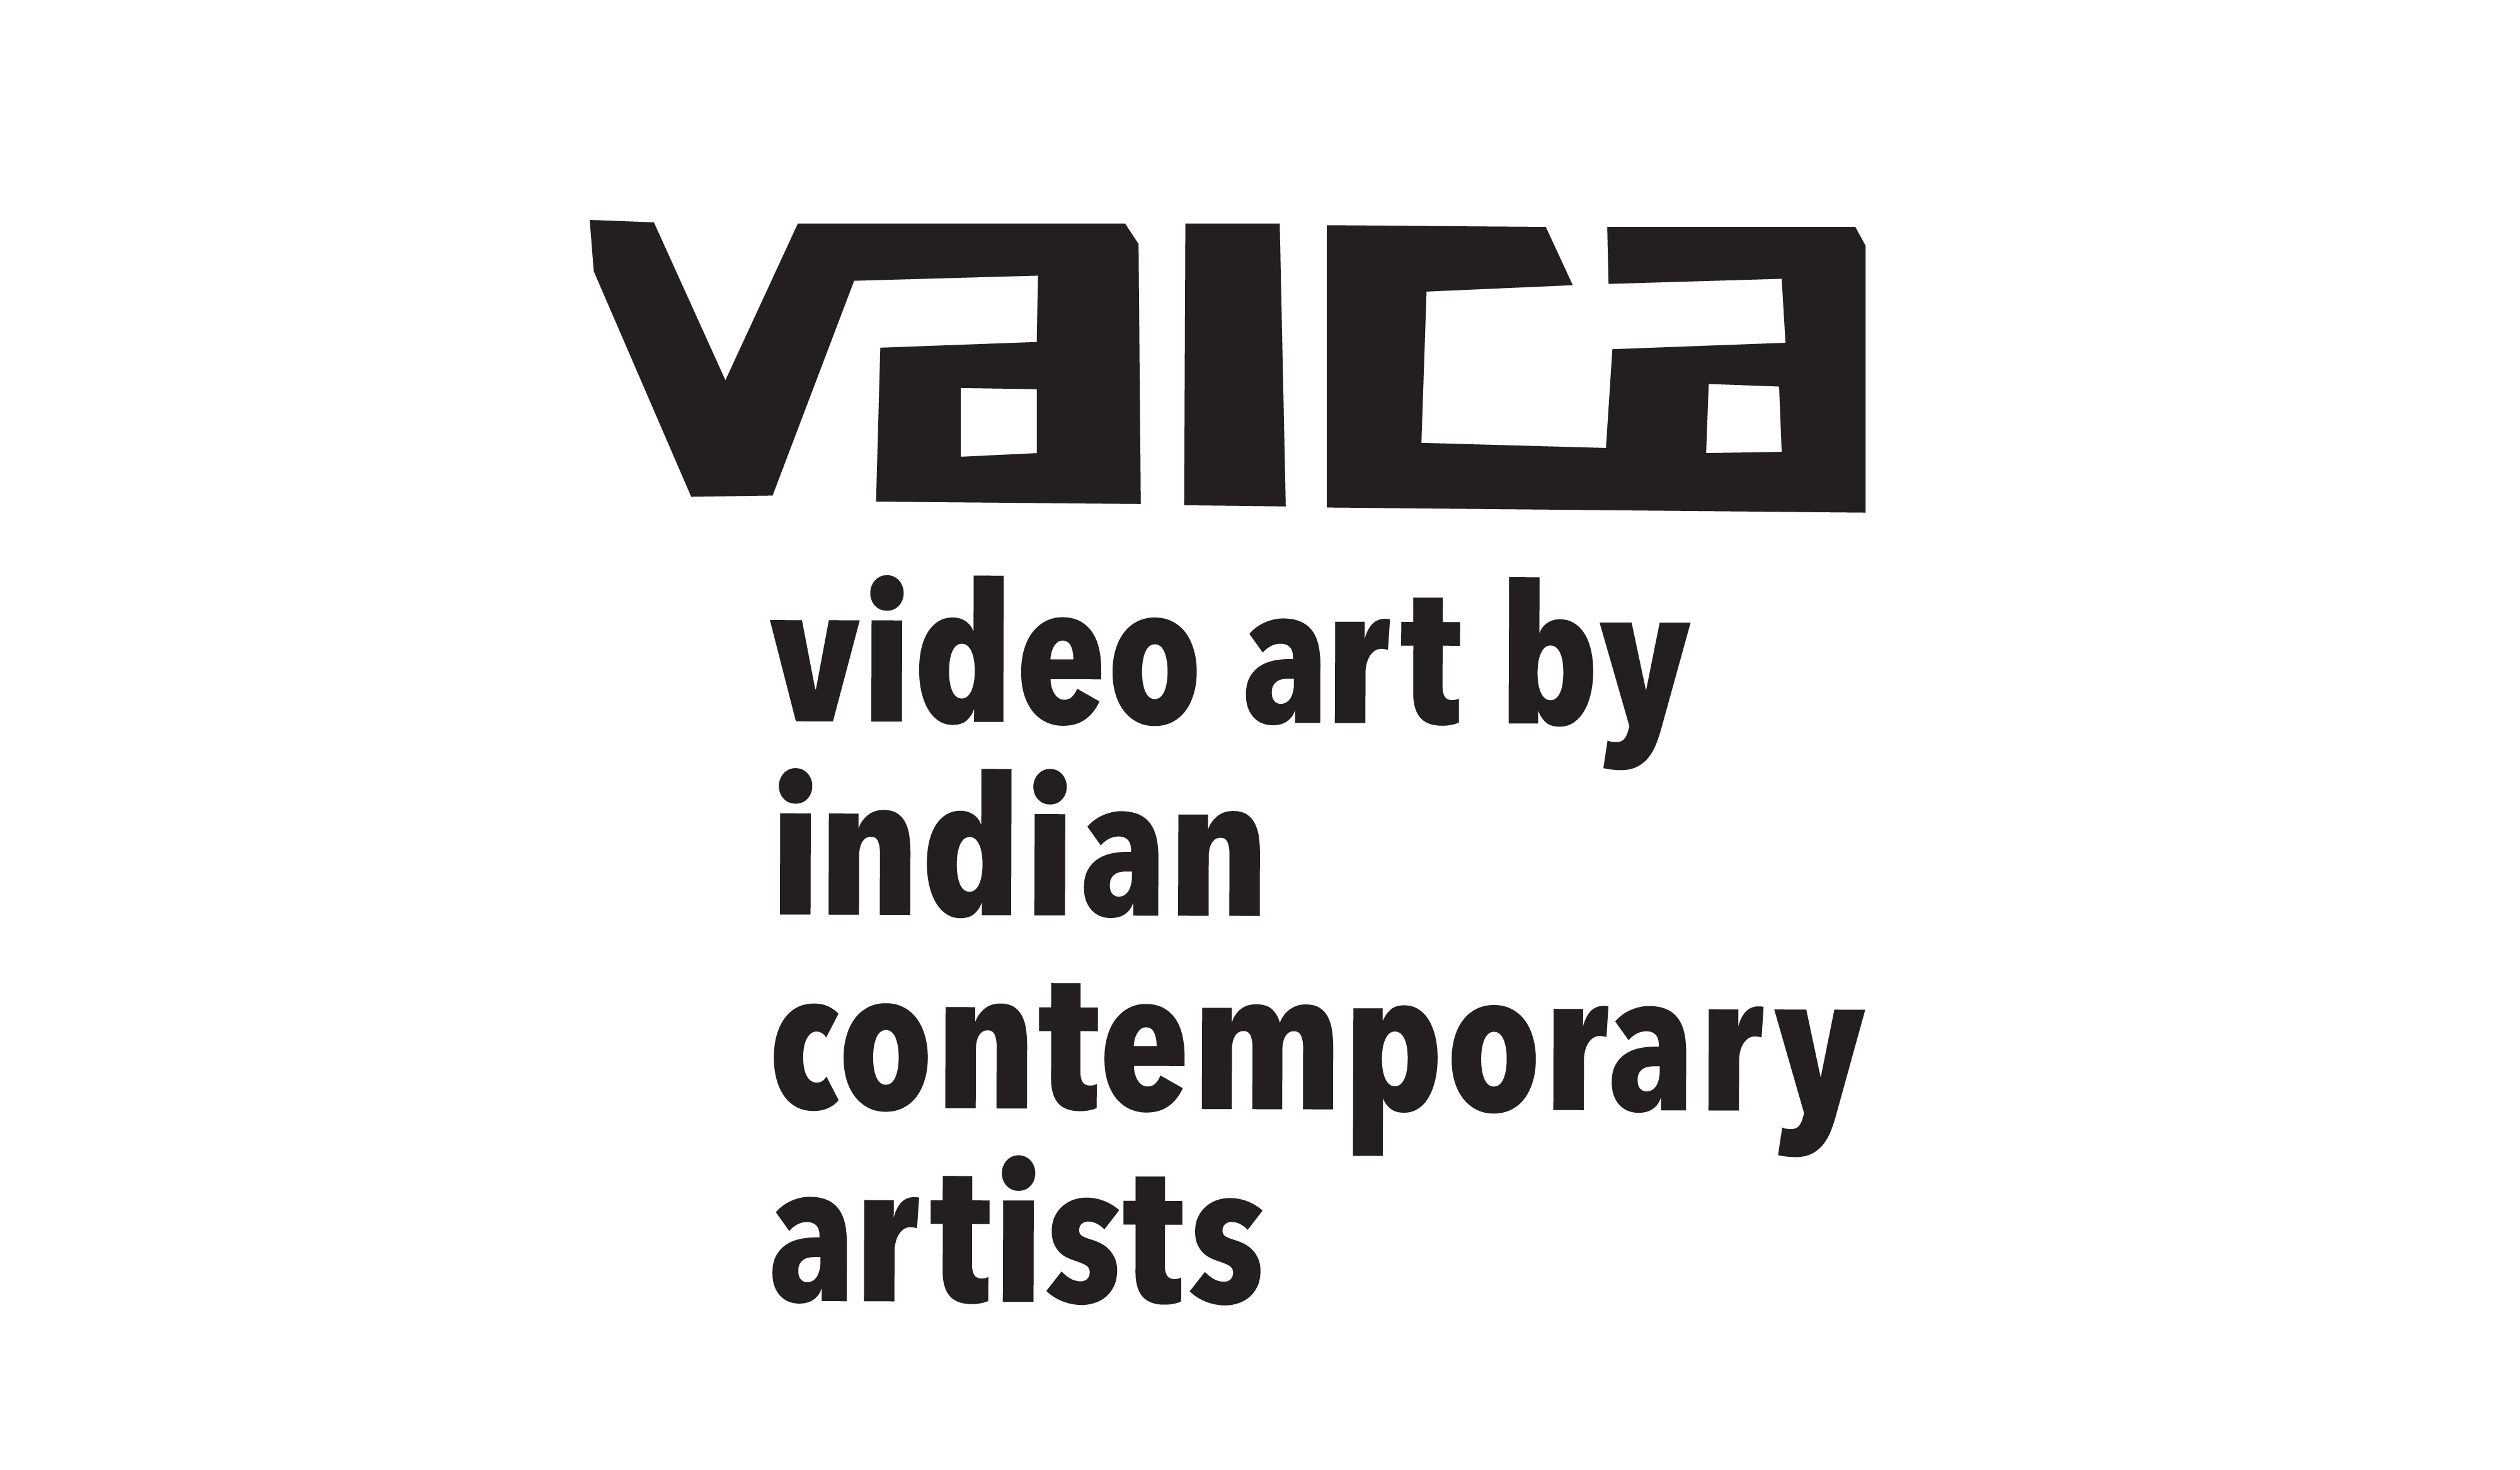 vaica
video art by
indian
contemporary
artists